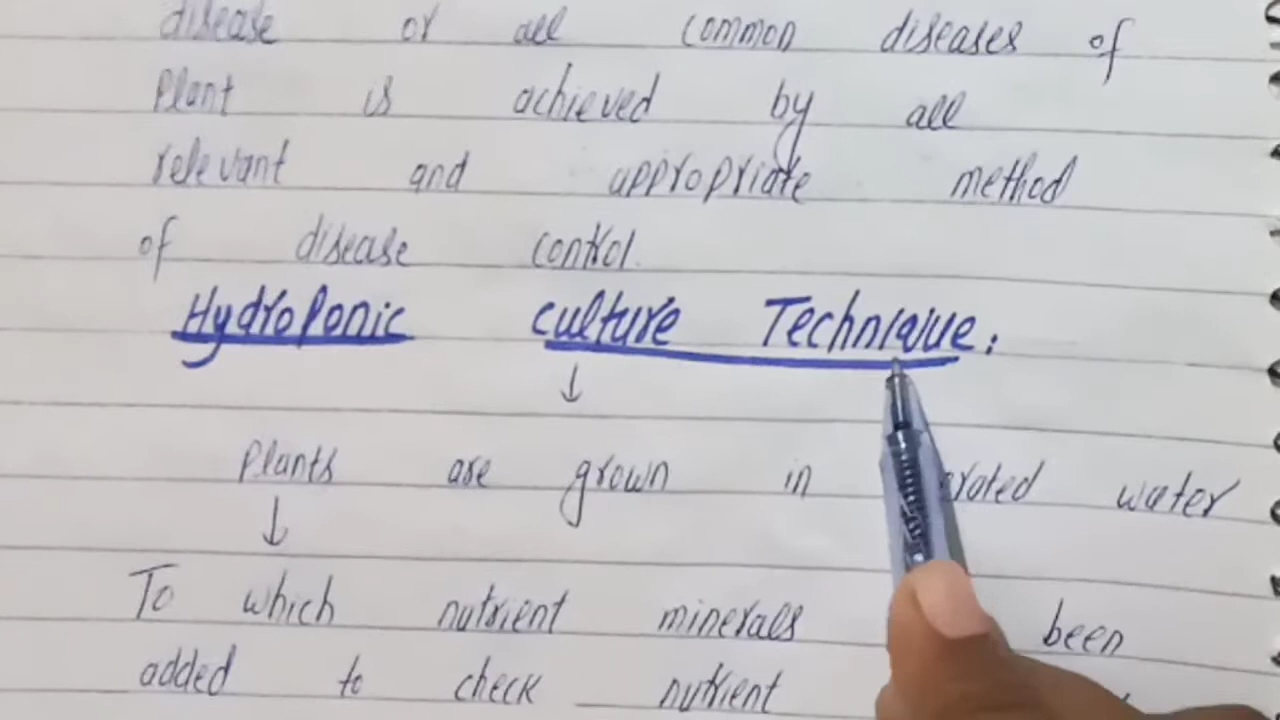 disease or all common diseases of
Plant is achieved by all
relevant and appropriate method
of disease control.
Hydroponic culture Technique:
↓
Plants are grown in water
↓
To which nutrient minerals been
added to check nutrient